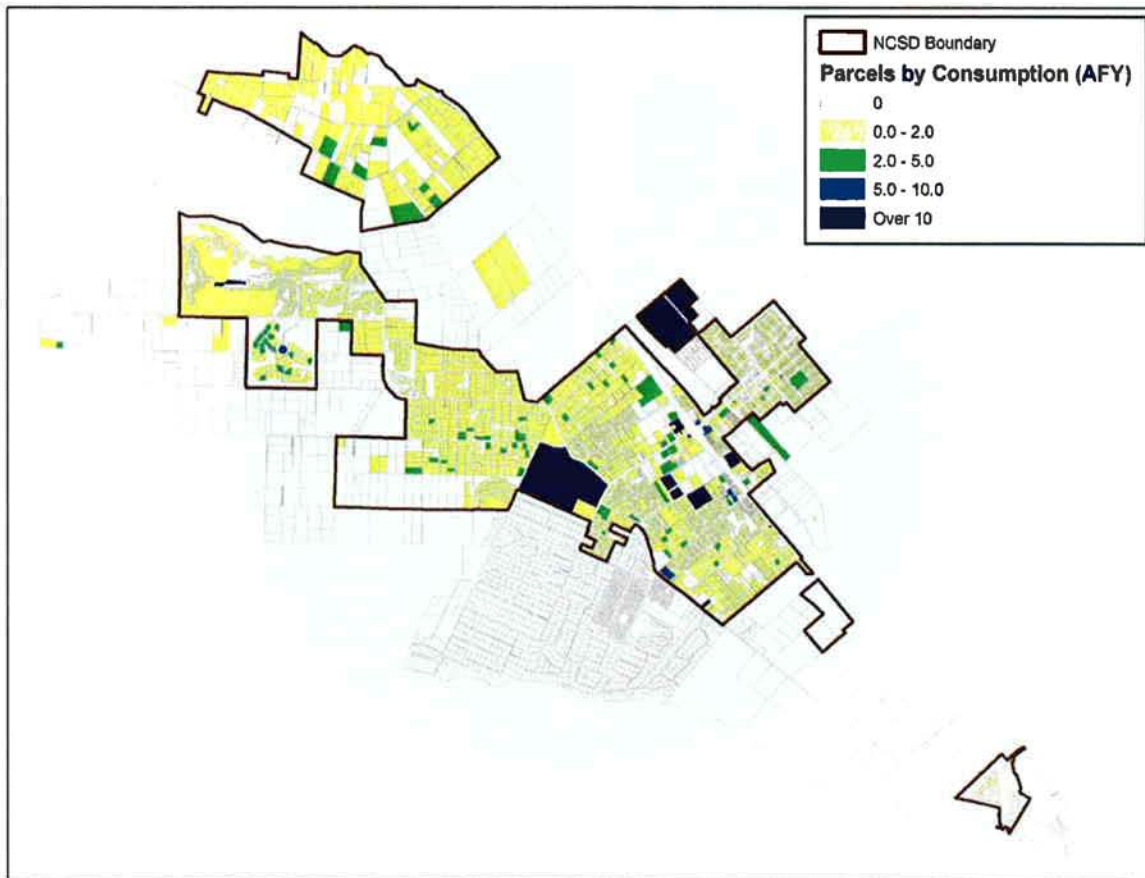 NCSD Boundary
Parcels by Consumption (AFY)
0
0.0 - 2.0
2.0 - 5.0
5.0 - 10.0
Over 10